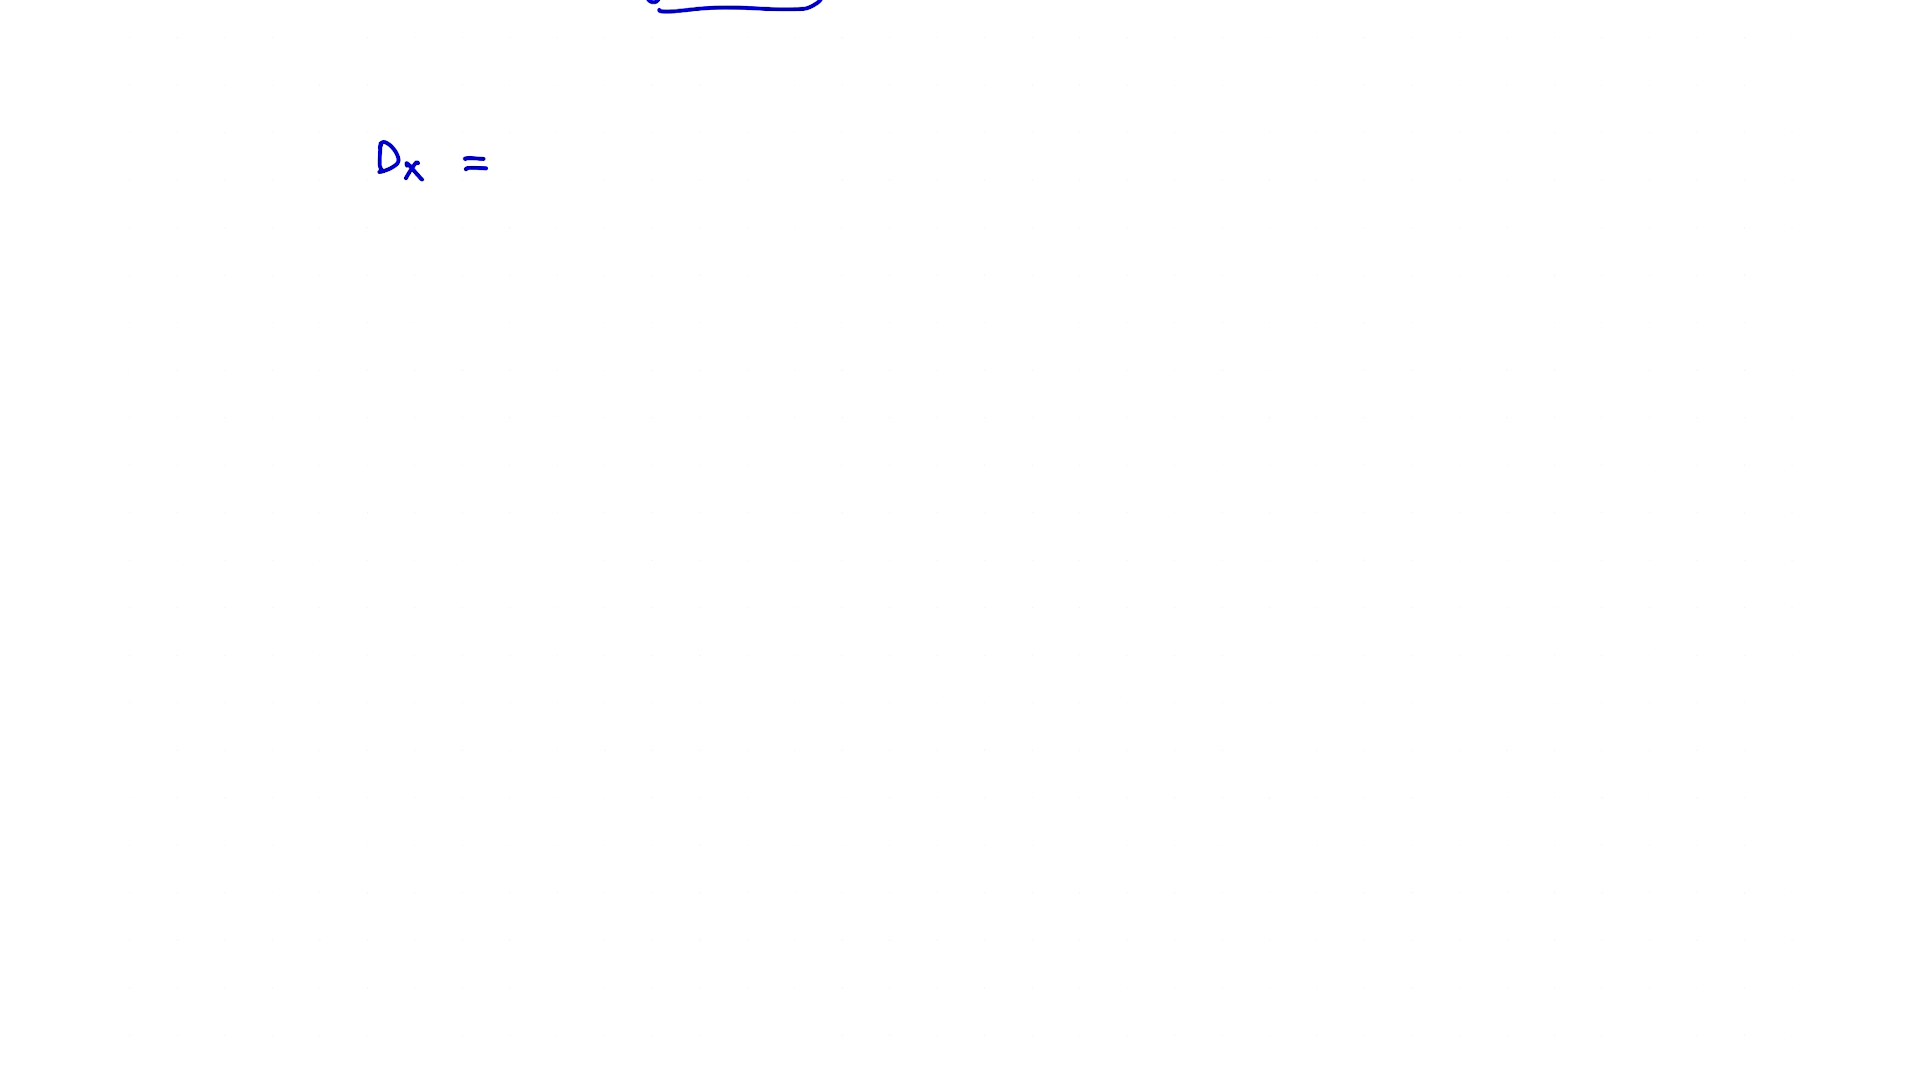 Dₓ =